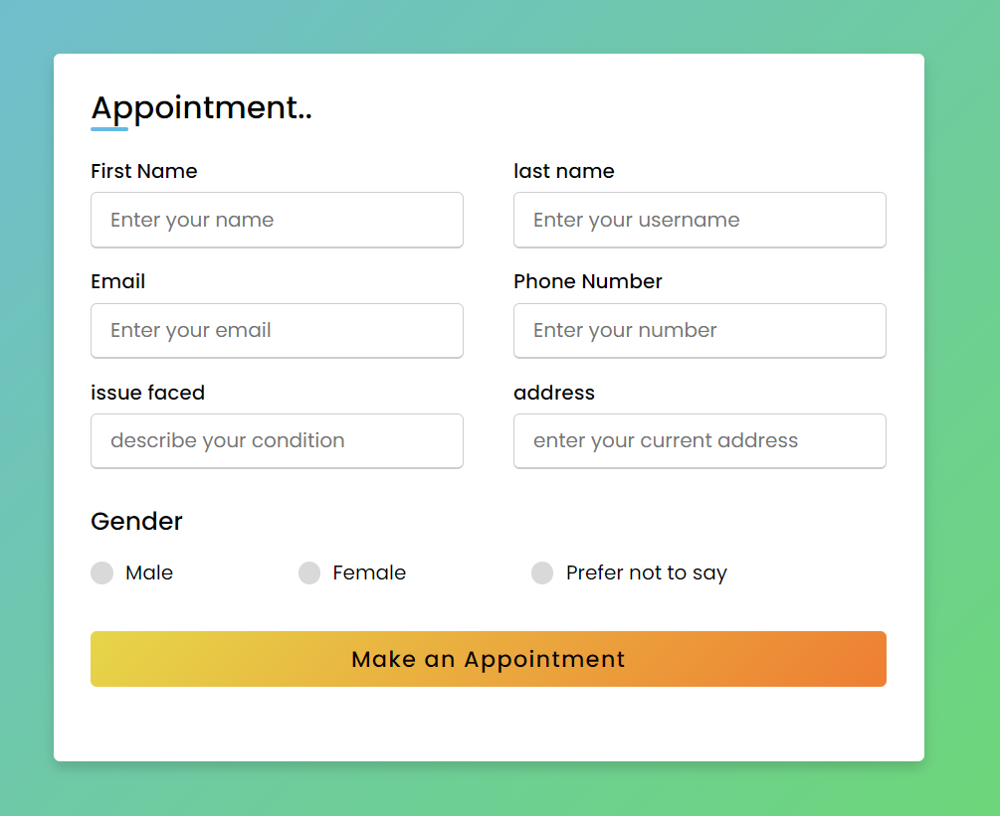 Appointment..
First Name
last name
Enter your name
Enter your username
Email
Phone Number
Enter your email
Enter your number
issue faced
address
describe your condition
enter your current address
Gender
Male
Female
Prefer not to say
Make an Appointment